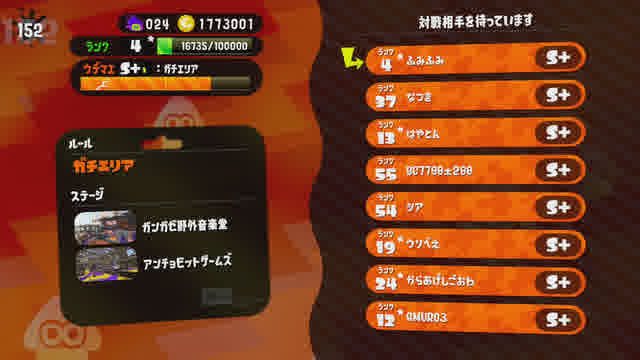 152
024 1773001
ランク 4* 16735/100000
ウデマエ S+ : ガチエリア
ルール
ガチエリア
ステージ
ガンガゼ野外音楽堂
アンチョビットゲームズ
対戦相手を待っています
ランク 4* ふみふみ S+
ランク 37 なつき S+
ランク 13* はやとん S+
ランク 55 S+
ランク 54 シア S+
ランク 19* ウリべえ S+
ランク 24* からあげしごおわ S+
ランク 12* S+